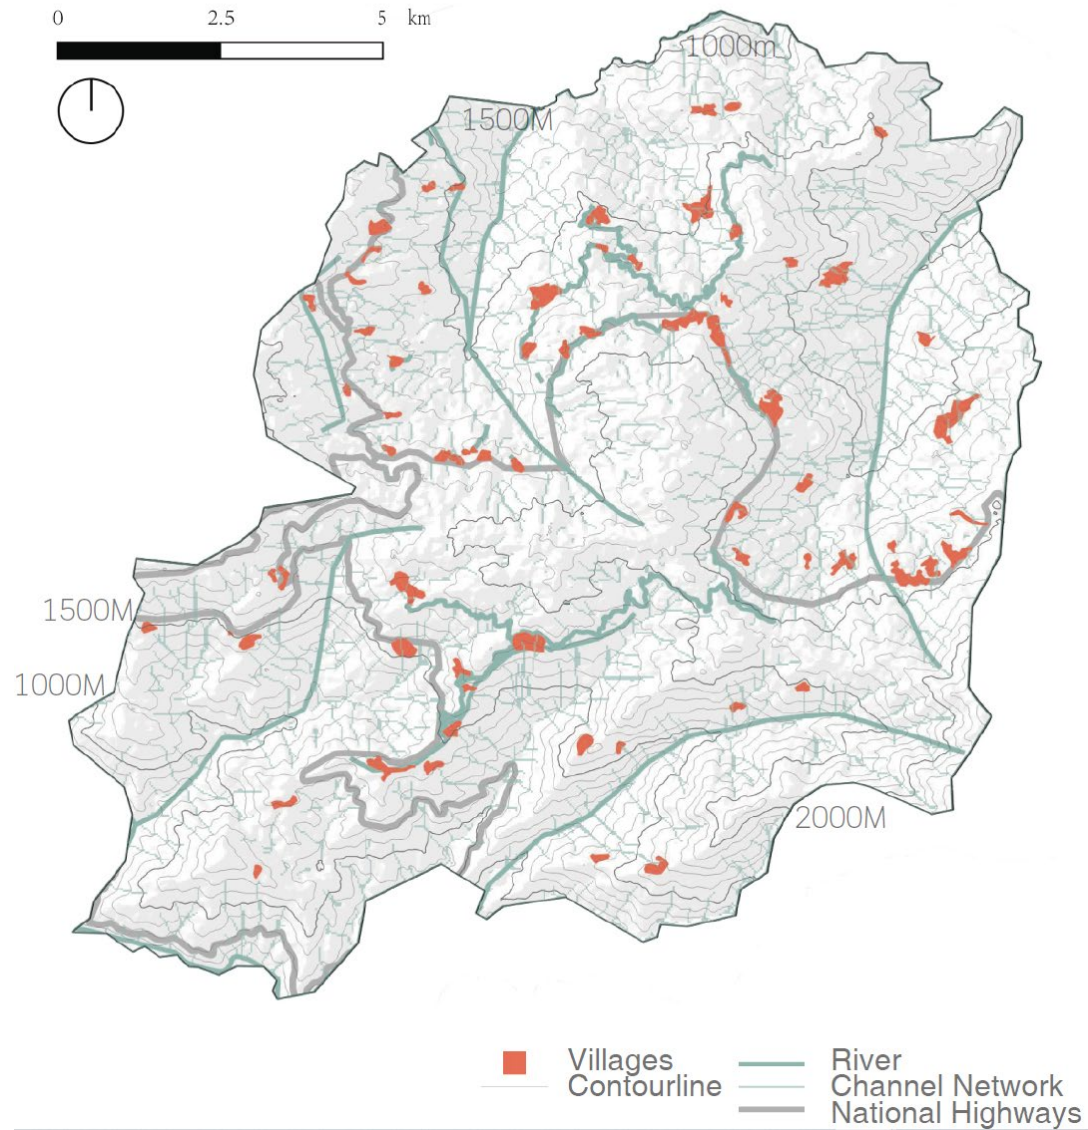 0 2.5 5 km
1000m
1500M
1500M
1000M
2000M
Villages
Contourline
River
Channel Network
National Highways